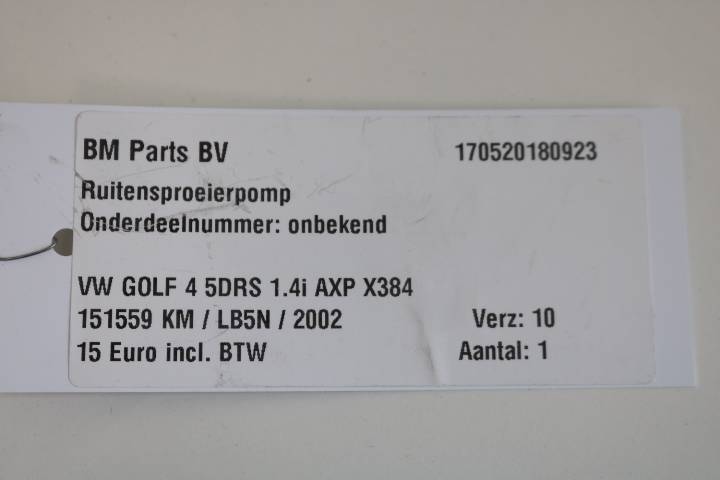 BM Parts BV 170520180923
Ruitensproeierpomp
Onderdeelnummer: onbekend
VW GOLF 4 5DRS 1.4i AXP X384
151559 KM / LB5N / 2002 Verz: 10
15 Euro incl. BTW Aantal: 1